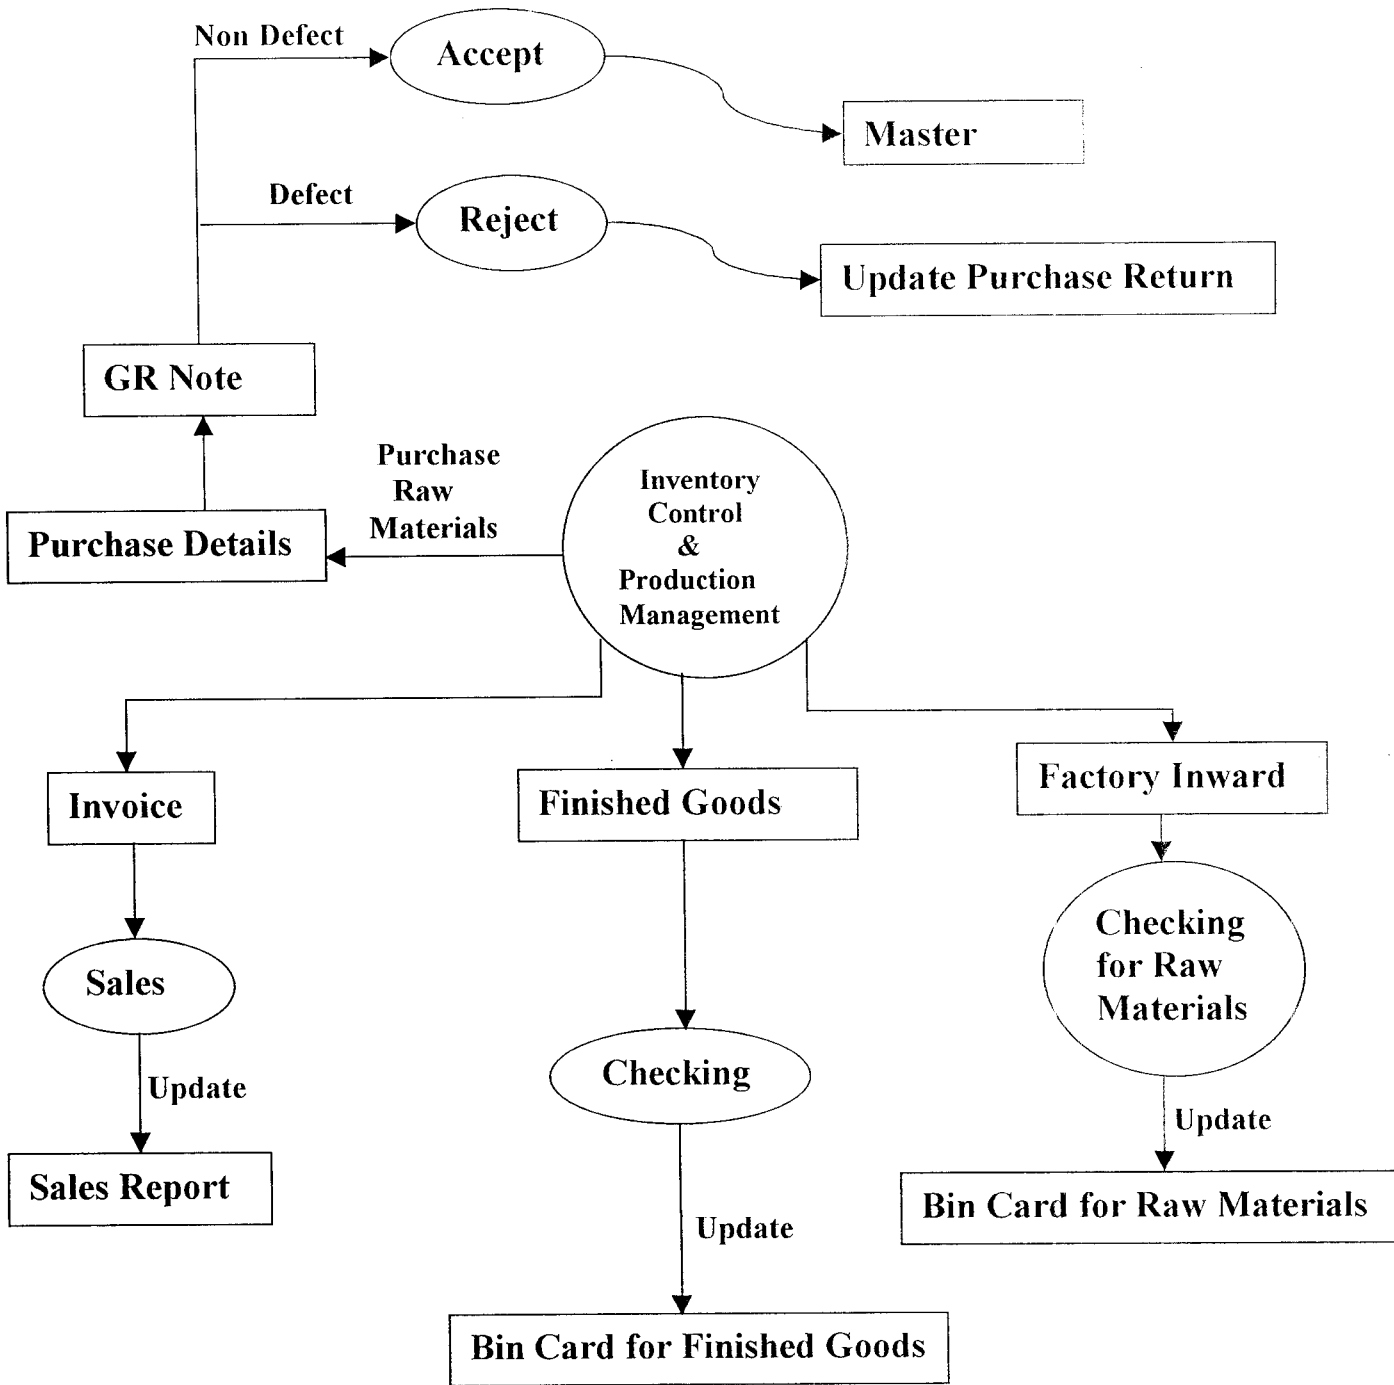 Non Defect
Accept
Master
Defect
Reject
Update Purchase Return
GR Note
Purchase
Raw
Materials
Purchase Details
Inventory
Control
&
Production
Management
Invoice
Finished Goods
Factory Inward
Sales
Checking
for Raw
Materials
Checking
Update
Update
Sales Report
Bin Card for Raw Materials
Update
Bin Card for Finished Goods